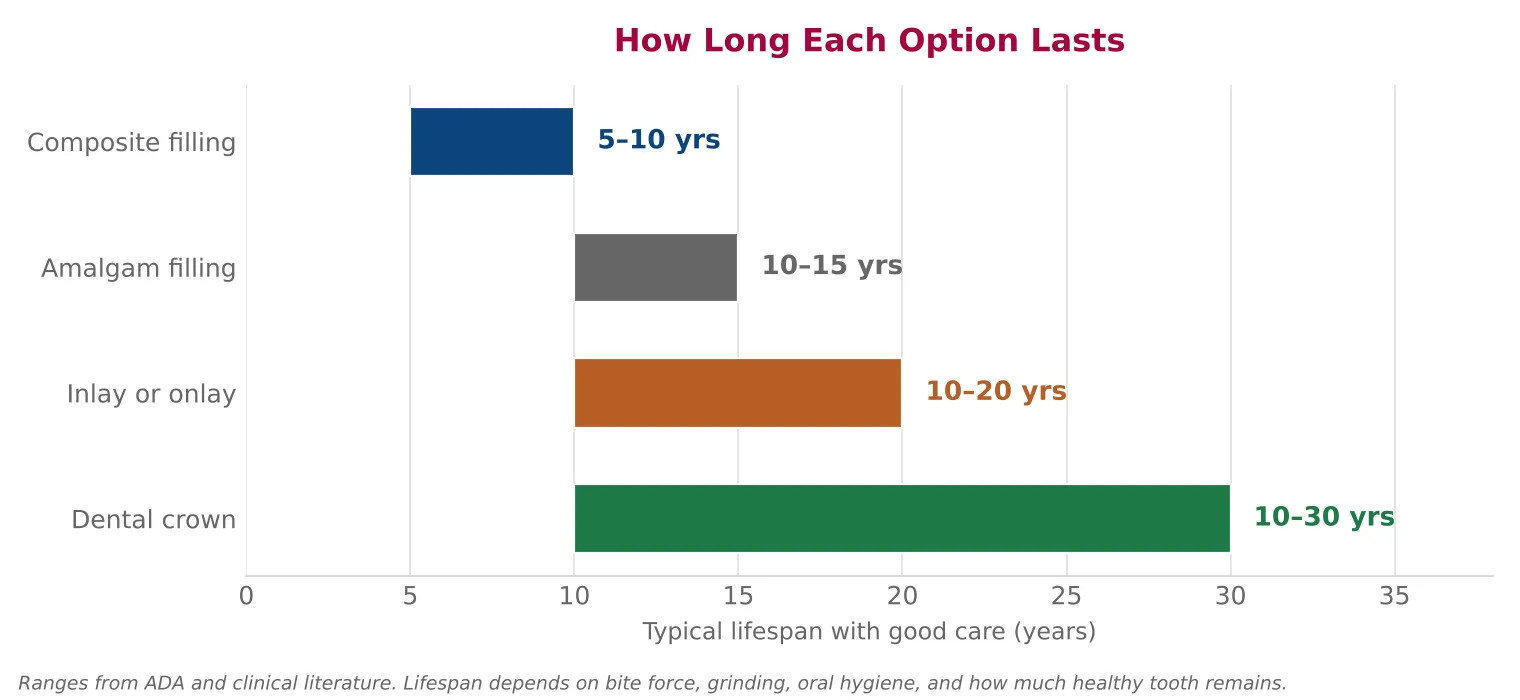 How Long Each Option Lasts
Composite filling
5–10 yrs
Amalgam filling
10–15 yrs
Inlay or onlay
10–20 yrs
Dental crown
10–30 yrs
0 5 10 15 20 25 30 35
Typical lifespan with good care (years)
Ranges from ADA and clinical literature. Lifespan depends on bite force, grinding, oral hygiene, and how much healthy tooth remains.